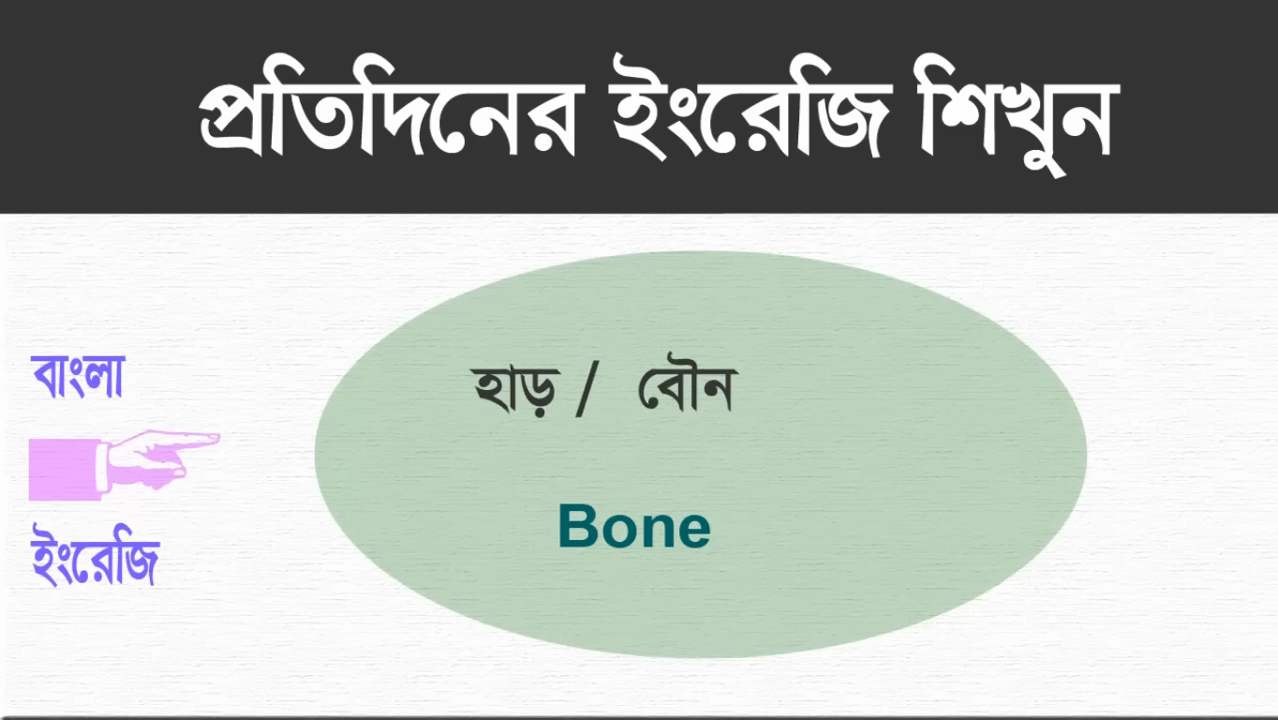 প্রতিদিনের ইংরেজি শিখুন
বাংলা
হাড় / বৌন
Bone
ইংরেজি